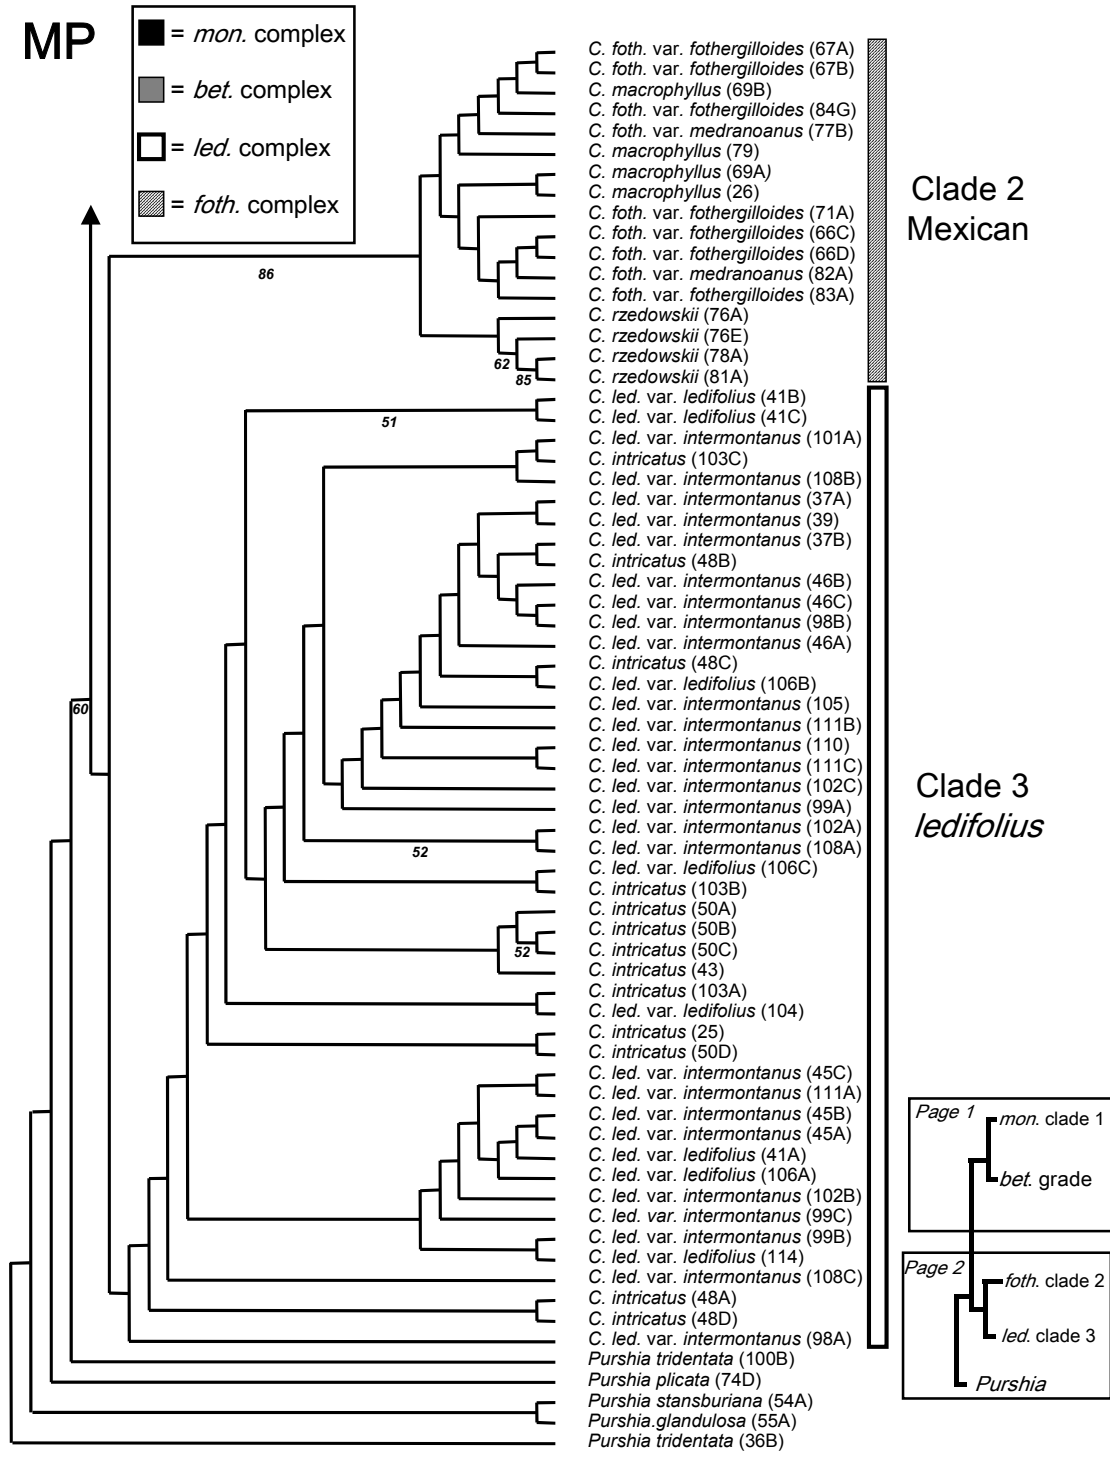 MP
= mon. complex
= bet. complex
= led. complex
= foth. complex
C. foth. var. fothergilloides (67A)
C. foth. var. fothergilloides (67B)
C. macrophyllus (69B)
C. foth. var. fothergilloides (84G)
C. foth. var. medranoanus (77B)
C. macrophyllus (79)
C. macrophyllus (69A)
C. macrophyllus (26)
C. foth. var. fothergilloides (71A)
C. foth. var. fothergilloides (66C)
C. foth. var. fothergilloides (66D)
C. foth. var. medranoanus (82A)
C. foth. var. fothergilloides (83A)
C. rzedowskii (76A)
C. rzedowskii (76E)
C. rzedowskii (78A)
C. rzedowskii (81A)
Clade 2
Mexican
86
62
85
C. led. var. ledifolius (41B)
C. led. var. ledifolius (41C)
C. led. var. intermontanus (101A)
C. intricatus (103C)
C. led. var. intermontanus (108B)
C. led. var. intermontanus (37A)
C. led. var. intermontanus (39)
C. led. var. intermontanus (37B)
C. intricatus (48B)
C. led. var. intermontanus (46B)
C. led. var. intermontanus (46C)
C. led. var. intermontanus (98B)
C. led. var. intermontanus (46A)
C. intricatus (48C)
C. led. var. ledifolius (106B)
C. led. var. intermontanus (105)
C. led. var. intermontanus (111B)
C. led. var. intermontanus (110)
C. led. var. intermontanus (111C)
C. led. var. intermontanus (102C)
C. led. var. intermontanus (99A)
C. led. var. intermontanus (102A)
C. led. var. intermontanus (108A)
C. led. var. ledifolius (106C)
C. intricatus (103B)
C. intricatus (50A)
C. intricatus (50B)
C. intricatus (50C)
C. intricatus (43)
C. intricatus (103A)
C. led. var. ledifolius (104)
C. intricatus (25)
C. intricatus (50D)
C. led. var. intermontanus (45C)
C. led. var. intermontanus (111A)
C. led. var. intermontanus (45B)
C. led. var. intermontanus (45A)
C. led. var. ledifolius (41A)
C. led. var. ledifolius (106A)
C. led. var. intermontanus (102B)
C. led. var. intermontanus (99C)
C. led. var. intermontanus (99B)
C. led. var. ledifolius (114)
C. led. var. intermontanus (108C)
C. intricatus (48A)
C. intricatus (48D)
C. led. var. intermontanus (98A)
Clade 3
ledifolius
51
60
52
52
Purshia tridentata (100B)
Purshia plicata (74D)
Purshia stansburiana (54A)
Purshia.glandulosa (55A)
Purshia tridentata (36B)
Page 1
mon. clade 1
bet. grade
Page 2
foth. clade 2
led. clade 3
Purshia